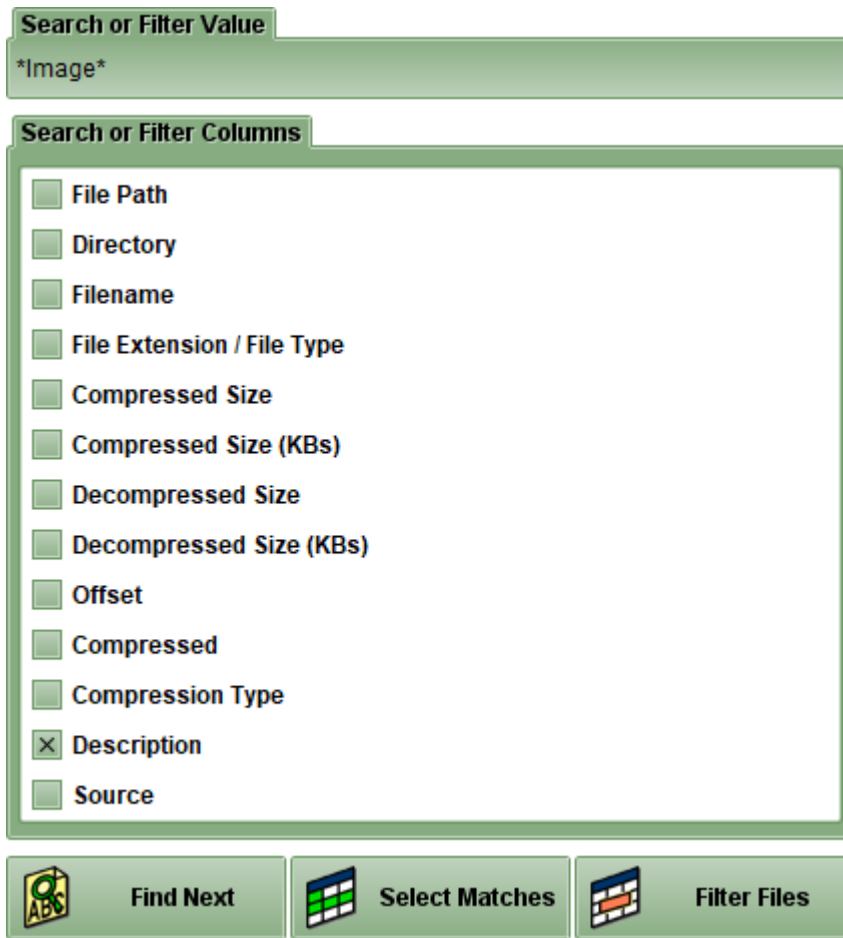 Search or Filter Value
*Image*
Search or Filter Columns
File Path
Directory
Filename
File Extension / File Type
Compressed Size
Compressed Size (KBs)
Decompressed Size
Decompressed Size (KBs)
Offset
Compressed
Compression Type
Description
Source
ABC Find Next Select Matches Filter Files